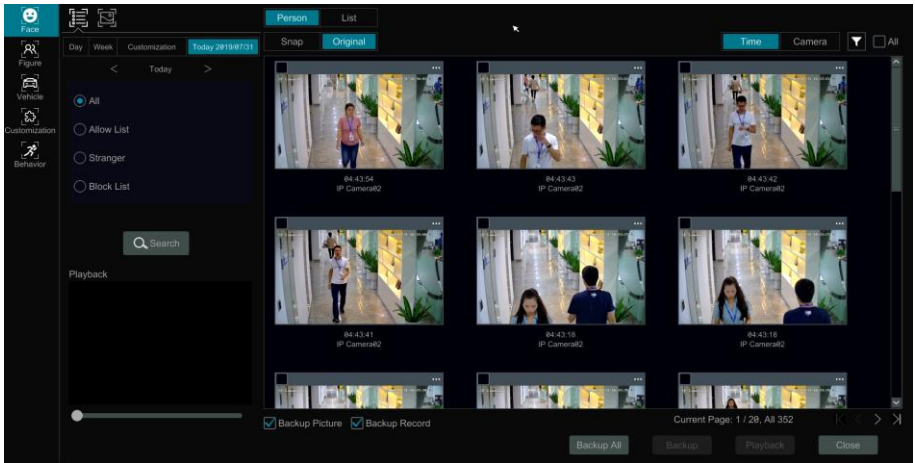 Face
Figure
Vehicle
Customization
Behavior
Day Week Customization Today 2019/07/31
< Today >
All
Allow List
Stranger
Block List
Search
Playback
Person List
Snap Original
Time Camera All
04:43:54
IP Camera02
04:43:43
IP Camera02
04:43:42
IP Camera02
04:43:41
IP Camera02
04:43:18
IP Camera02
04:43:18
IP Camera02
Backup Picture Backup Record
Current Page: 1 / 20, All 352
Backup All Backup Playback Close